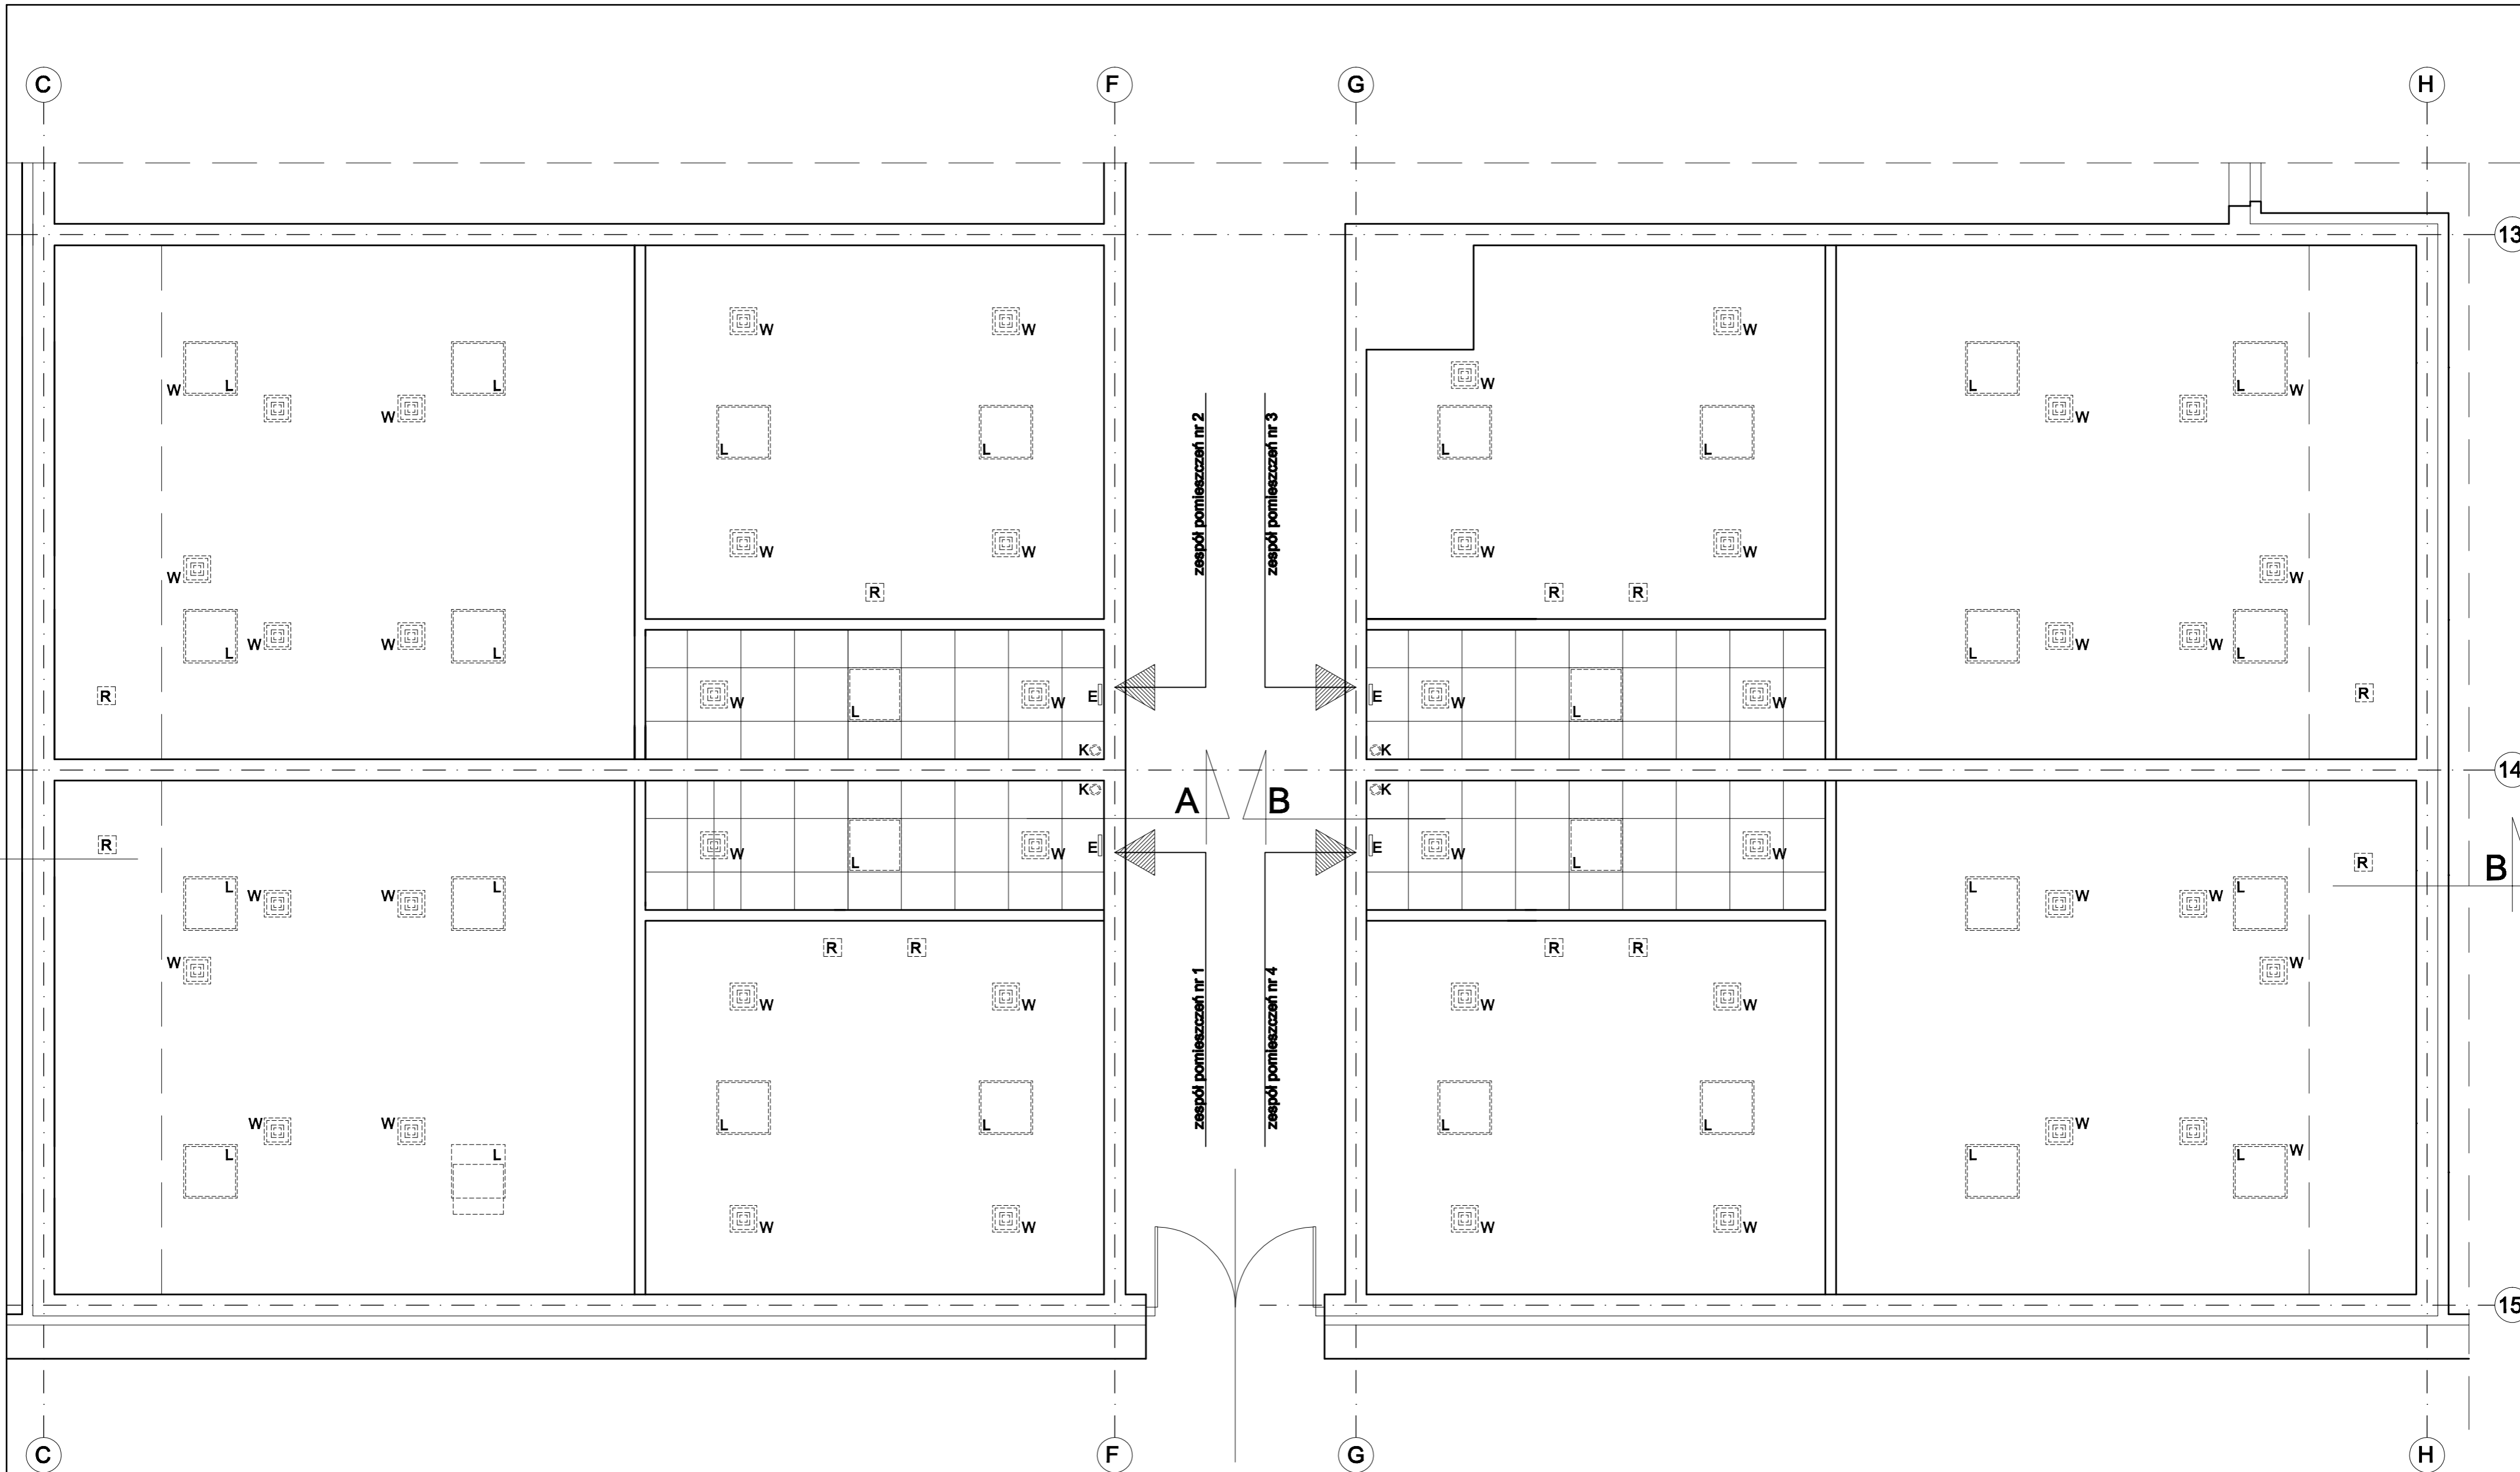 C F G H
13
W W W
W L L W L L W
W W
L L L L
zespół pomieszczeń nr 2
zespół pomieszczeń nr 3
W W W W
W W
R R R
W W W W
L L L L
R E E R
W W W W
L L
K K
14
K K
A B
R E E
W W W W
L L R
B
L L L L
W W W W
R R R R
W W
W W W W
zespół pomieszczeń nr 1
zespół pomieszczeń nr 4
L L L L
W W W
L L L L W
W W W W
15
C F G H